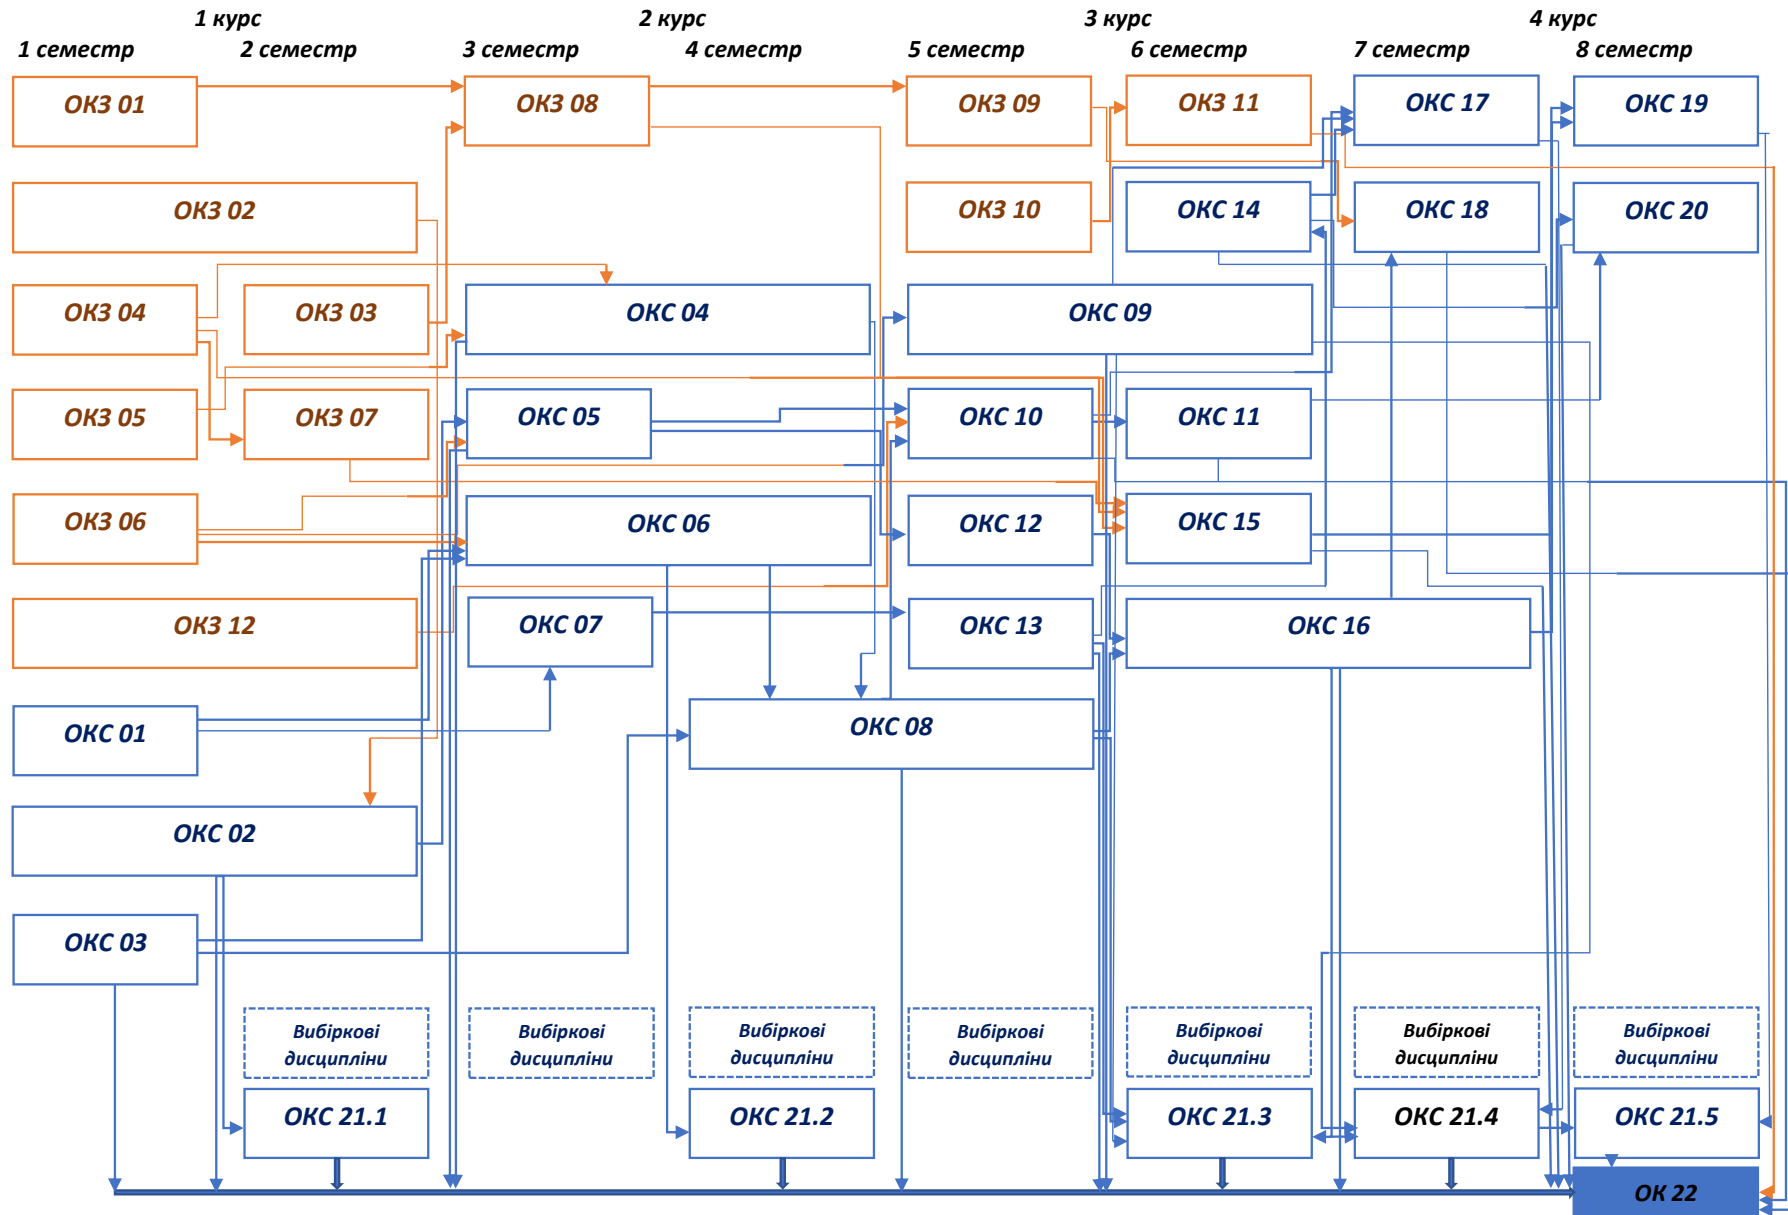 1 курс 2 курс 3 курс 4 курс
1 семестр 2 семестр 3 семестр 4 семестр 5 семестр 6 семестр 7 семестр 8 семестр
ОКЗ 01 ОКЗ 08 ОКЗ 09 ОКЗ 11 ОКС 17 ОКС 19
ОКЗ 02 ОКЗ 10 ОКС 14 ОКС 18 ОКС 20
ОКЗ 04 ОКЗ 03 ОКС 04 ОКС 09
ОКЗ 05 ОКЗ 07 ОКС 05 ОКС 10 ОКС 11
ОКЗ 06 ОКС 06 ОКС 12 ОКС 15
ОКЗ 12 ОКС 07 ОКС 13 ОКС 16
ОКС 01 ОКС 08
ОКС 02
ОКС 03
Вибіркові Вибіркові Вибіркові Вибіркові Вибіркові Вибіркові Вибіркові
дисципліни дисципліни дисципліни дисципліни дисципліни дисципліни дисципліни
ОКС 21.1 ОКС 21.2 ОКС 21.3 ОКС 21.4 ОКС 21.5
ОК 22